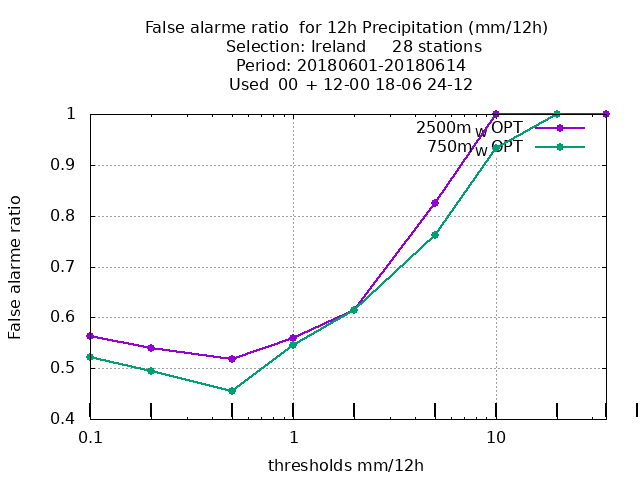 False alarme ratio  for 12h Precipitation (mm/12h)
Selection: Ireland     28 stations
Period: 20180601-20180614
Used  00 + 12-00 18-06 24-12
1
0.9
0.8
0.7
0.6
0.5
0.4
False alarme ratio
2500m WOPT
750m WOPT
0.1 1 10
thresholds mm/12h